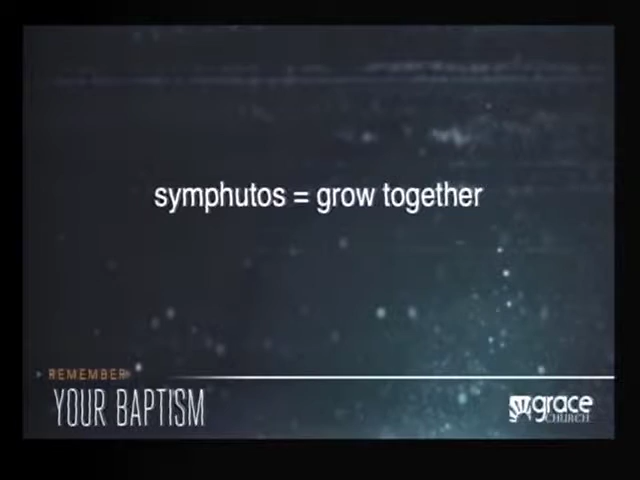 symphutos = grow together
REMEMBER
YOUR BAPTISM
grace
CHURCH